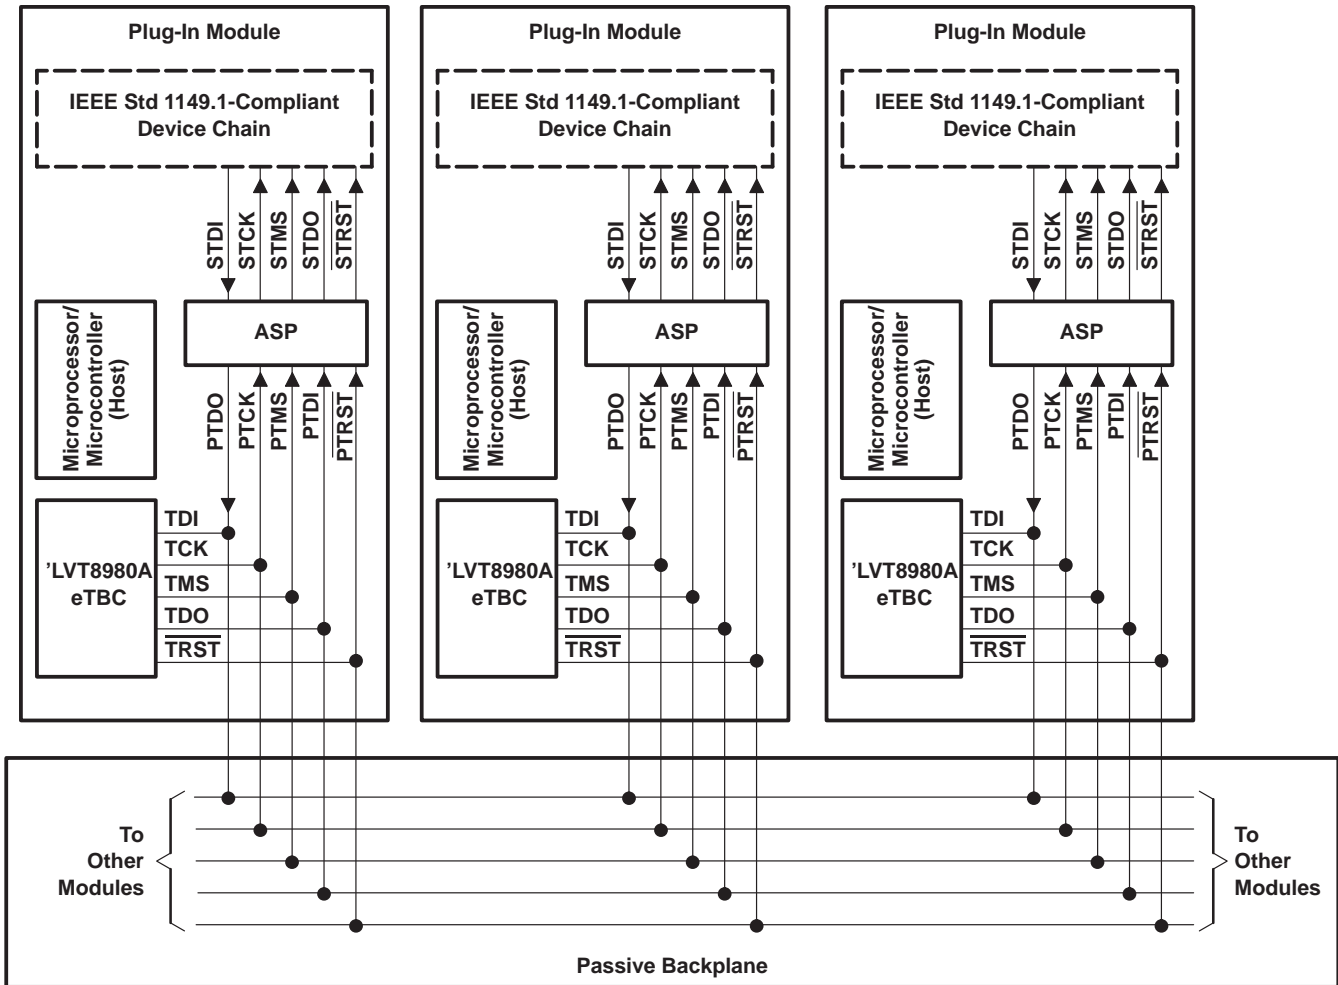 Plug-In Module
IEEE Std 1149.1-Compliant
Device Chain
STDI
STCK
STMS
STDO
STRST
Microprocessor/
Microcontroller
(Host)
ASP
PTDO
PTCK
PTMS
PTDI
PTRST
'LVT8980A
eTBC
TDI
TCK
TMS
TDO
TRST
Plug-In Module
IEEE Std 1149.1-Compliant
Device Chain
STDI
STCK
STMS
STDO
STRST
Microprocessor/
Microcontroller
(Host)
ASP
PTDO
PTCK
PTMS
PTDI
PTRST
'LVT8980A
eTBC
TDI
TCK
TMS
TDO
TRST
Plug-In Module
IEEE Std 1149.1-Compliant
Device Chain
STDI
STCK
STMS
STDO
STRST
Microprocessor/
Microcontroller
(Host)
ASP
PTDO
PTCK
PTMS
PTDI
PTRST
'LVT8980A
eTBC
TDI
TCK
TMS
TDO
TRST
To
Other
Modules
To
Other
Modules
Passive Backplane